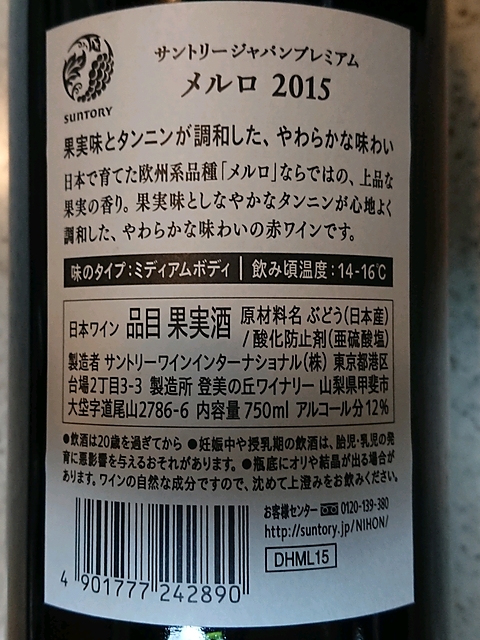 サントリージャパンプレミアム
メルロ 2015
SUNTORY
果実味とタンニンが調和した、やわらかな味わい
日本で育てた欧州系品種「メルロ」ならではの、上品な
果実の香り。果実味としなやかなタンニンが心地よく
調和した、やわらかな味わいの赤ワインです。
味のタイプ:ミディアムボディ | 飲み頃温度:14-16℃
日本ワイン 品目 果実酒 原材料名 ぶどう(日本産)
/酸化防止剤(亜硫酸塩)
製造者 サントリーワインインターナショナル(株) 東京都港区
台場2丁目3-3 製造所 登美の丘ワイナリー 山梨県甲斐市
大垈字道尾山2786-6 内容量 750ml アルコール分12%
●飲酒は20歳を過ぎてから ●妊娠中や授乳期の飲酒は、胎児・乳児の発
育に悪影響を与えるおそれがあります。 ●瓶底にオリや結晶が出る場合が
あります。ワインの自然な成分ですので、沈めて上澄みをお飲みください。
お客様センター 0120-139-380
http://suntory.jp/NIHON/
DHML15
4 901777 242890